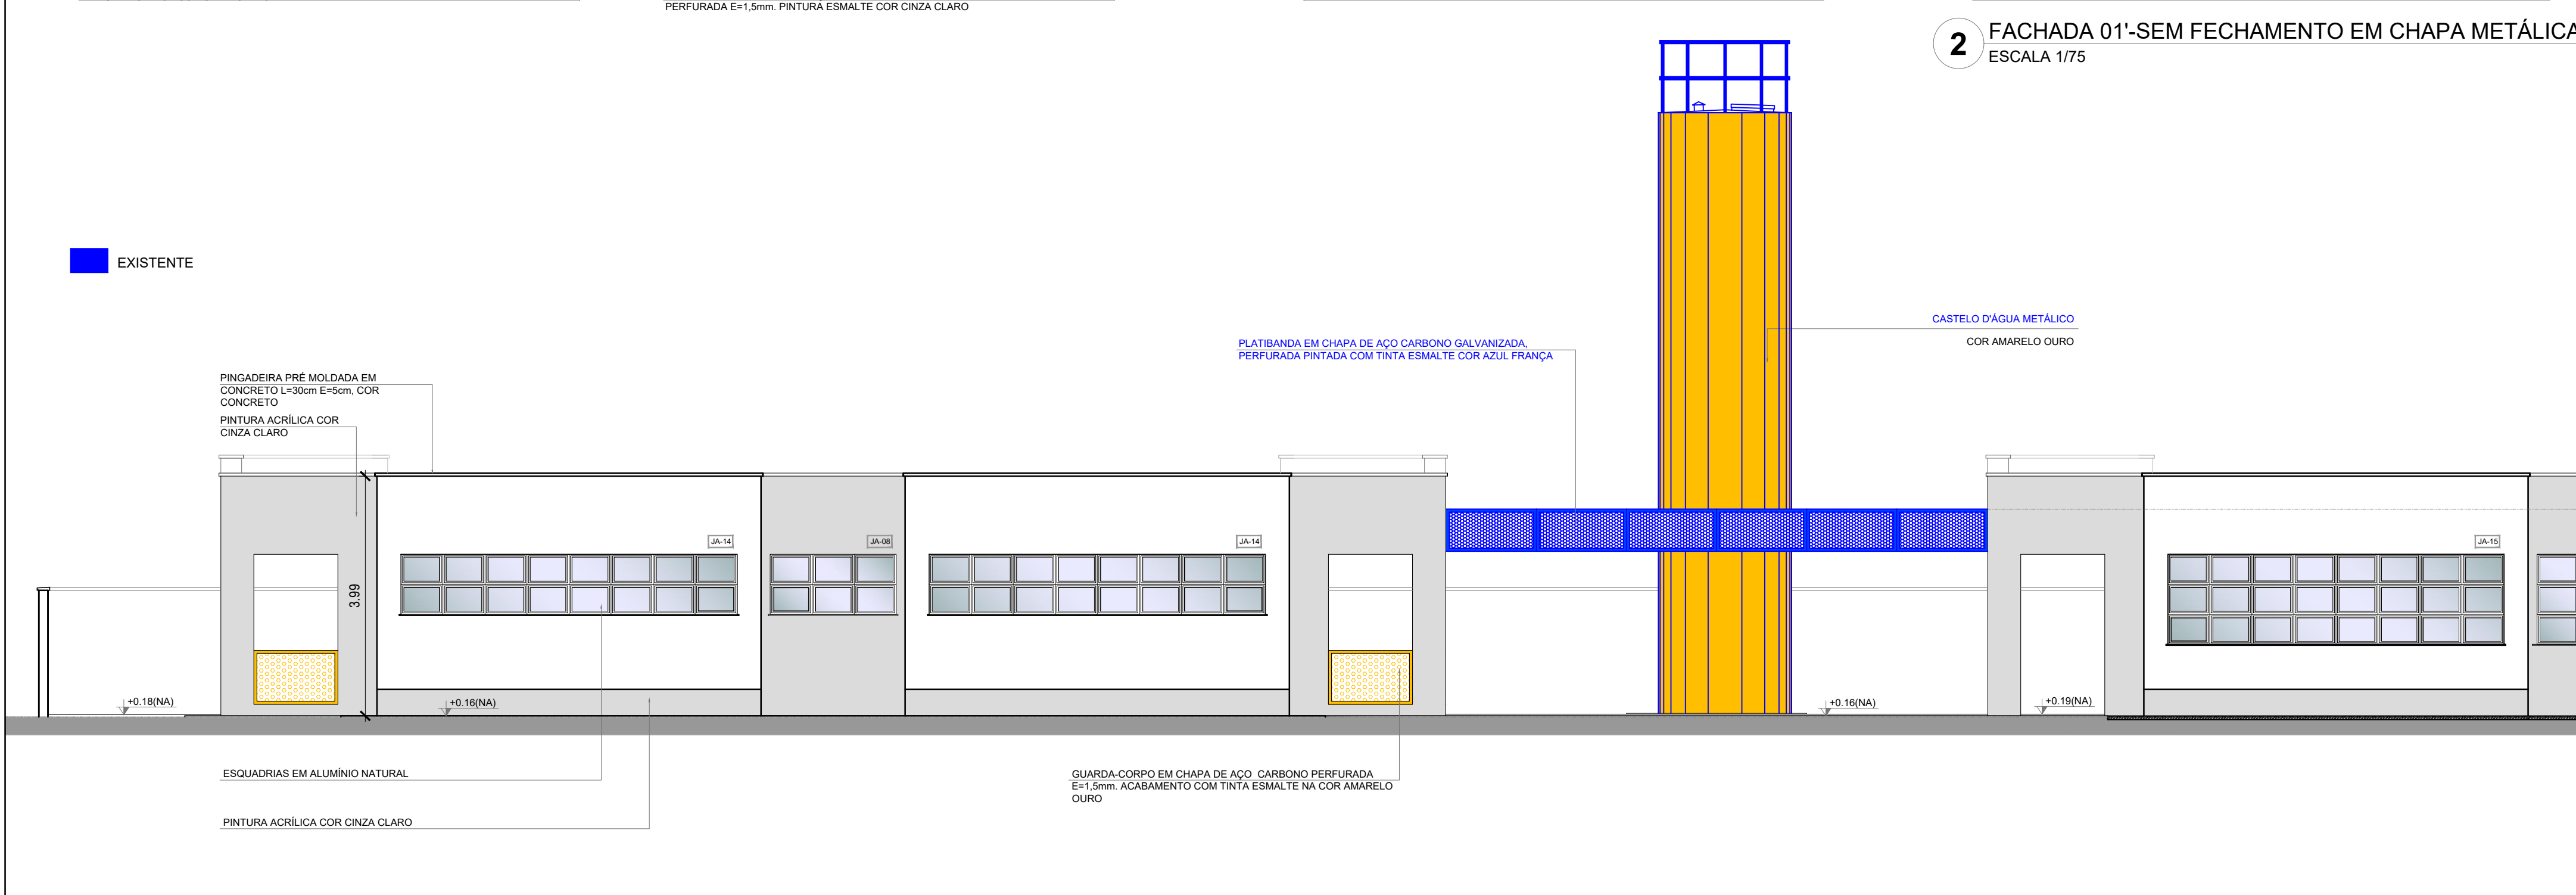 PERFURADA E=1,5mm. PINTURA ESMALTE COR CINZA CLARO
2
FACHADA 01'-SEM FECHAMENTO EM CHAPA METÁLICA
ESCALA 1/75
EXISTENTE
CASTELO D'ÁGUA METÁLICO
COR AMARELO OURO
PLATIBANDA EM CHAPA DE AÇO CARBONO GALVANIZADA,
PERFURADA PINTADA COM TINTA ESMALTE COR AZUL FRANÇA
PINGADEIRA PRÉ MOLDADA EM
CONCRETO L=30cm E=5cm, COR
CONCRETO
PINTURA ACRÍLICA COR
CINZA CLARO
JA-14
JA-08
JA-14
JA-15
3.99
+0.18(NA)
+0.16(NA)
+0.16(NA)
+0.19(NA)
ESQUADRIAS EM ALUMÍNIO NATURAL
GUARDA-CORPO EM CHAPA DE AÇO CARBONO PERFURADA
E=1,5mm. ACABAMENTO COM TINTA ESMALTE NA COR AMARELO
OURO
PINTURA ACRÍLICA COR CINZA CLARO